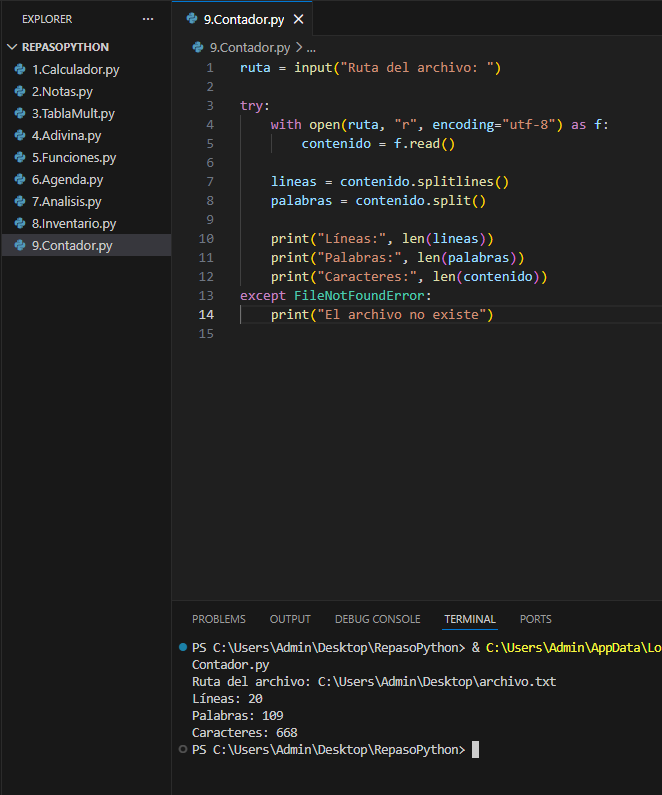 EXPLORER ...
REPASOPYTHON
1.Calculador.py
2.Notas.py
3.TablaMult.py
4.Adivina.py
5.Funciones.py
6.Agenda.py
7.Analisis.py
8.Inventario.py
9.Contador.py
9.Contador.py
9.Contador.py > ...
1 ruta = input("Ruta del archivo: ")
2
3 try:
4     with open(ruta, "r", encoding="utf-8") as f:
5         contenido = f.read()
6
7     lineas = contenido.splitlines()
8     palabras = contenido.split()
9
10     print("Líneas:", len(lineas))
11     print("Palabras:", len(palabras))
12     print("Caracteres:", len(contenido))
13 except FileNotFoundError:
14     print("El archivo no existe")
15
PROBLEMS OUTPUT DEBUG CONSOLE TERMINAL PORTS
PS C:\Users\Admin\Desktop\RepasoPython> & C:\Users\Admin\AppData\Lo
Contador.py
Ruta del archivo: C:\Users\Admin\Desktop\archivo.txt
Líneas: 20
Palabras: 109
Caracteres: 668
PS C:\Users\Admin\Desktop\RepasoPython>